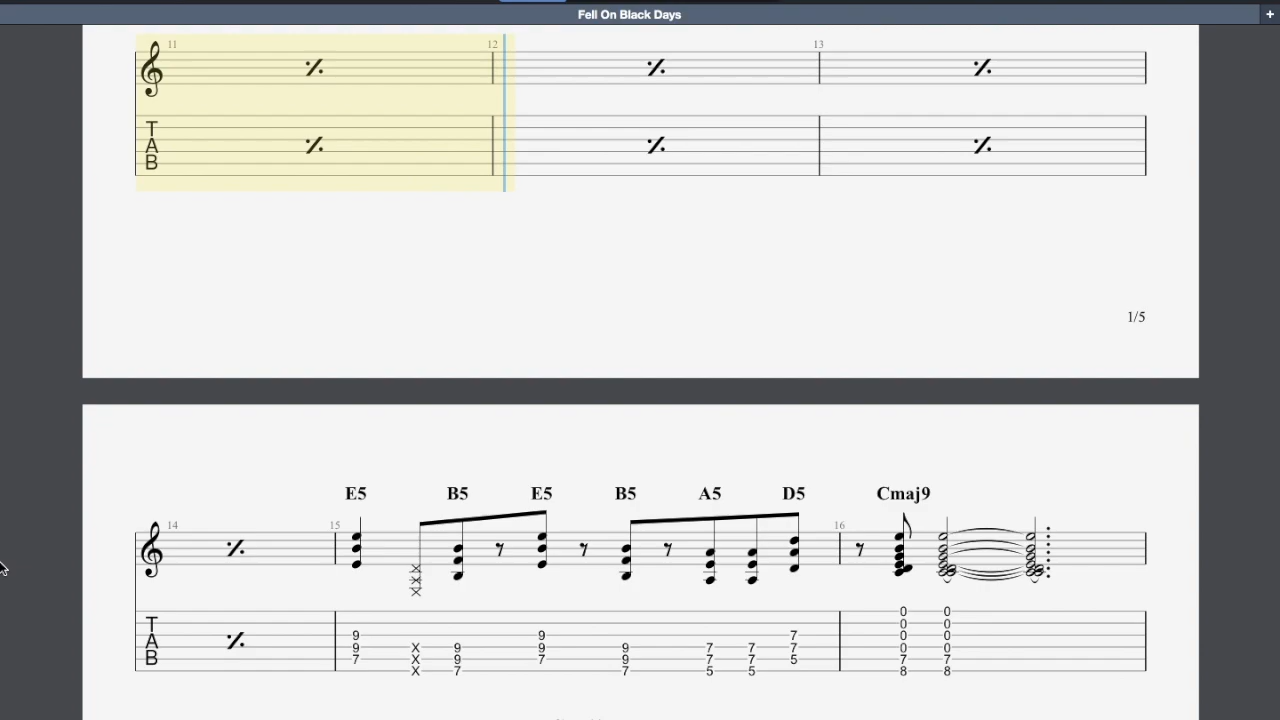 Fell On Black Days
+
11 12 13
T
A
B
1/5
E5 B5 E5 B5 A5 D5 Cmaj9
14 15 16
T 0 0
9 9 7 0 0
A 9 X 9 9 9 7 7 7 0 0
B 7 X 9 7 9 7 7 5 7 7
X 7 7 5 5 8 8